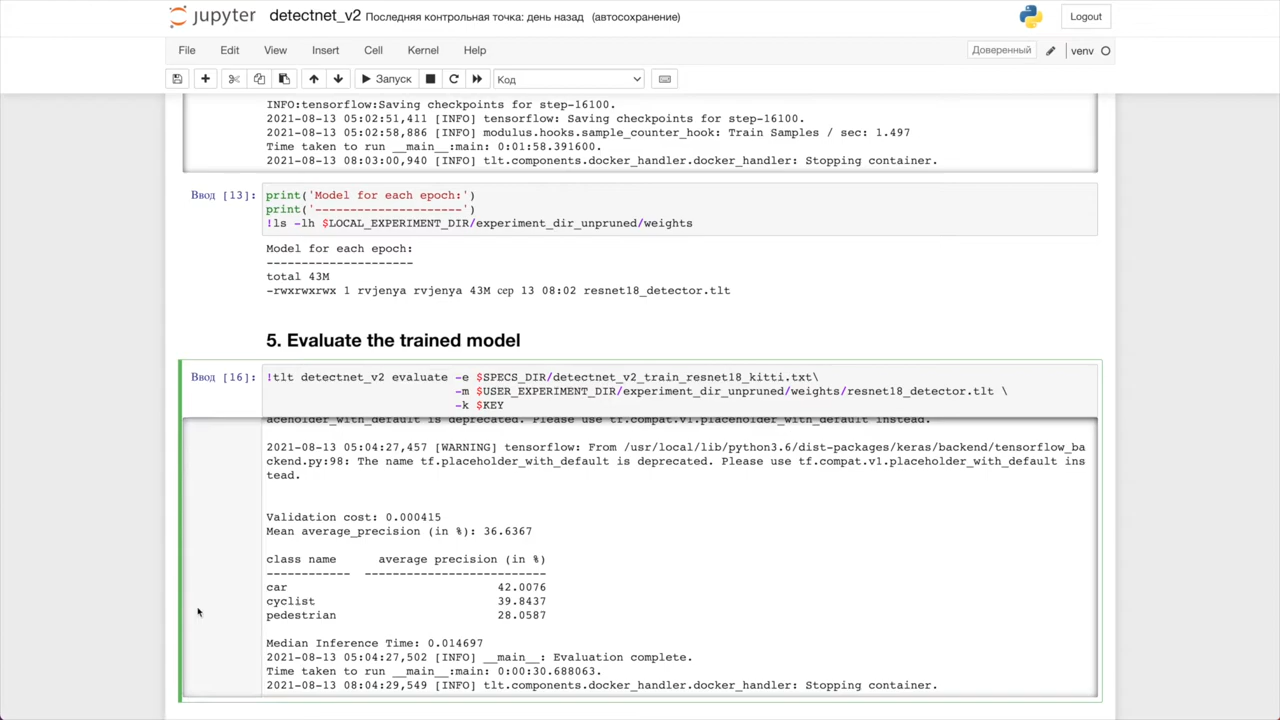 jupyter detectnet_v2 Последняя контрольная точка: день назад (автосохранение) Logout
File Edit View Insert Cell Kernel Help Доверенный venv
Запуск Код
INFO:tensorflow:Saving checkpoints for step-16100.
2021-08-13 05:02:51,411 [INFO] tensorflow: Saving checkpoints for step-16100.
2021-08-13 05:02:58,886 [INFO] modulus.hooks.sample_counter_hook: Train Samples / sec: 1.497
Time taken to run __main__:main: 0:01:58.391600.
2021-08-13 08:03:00,940 [INFO] tlt.components.docker_handler.docker_handler: Stopping container.
Ввод [13]: print('Model for each epoch:')
print('---------------------')
!ls -lh $LOCAL_EXPERIMENT_DIR/experiment_dir_unpruned/weights
Model for each epoch:
---------------------
total 43M
-rwxrwxrwx 1 rvjenya rvjenya 43M сер 13 08:02 resnet18_detector.tlt
5. Evaluate the trained model
Ввод [16]: !tlt detectnet_v2 evaluate -e $SPECS_DIR/detectnet_v2_train_resnet18_kitti.txt\
-m $USER_EXPERIMENT_DIR/experiment_dir_unpruned/weights/resnet18_detector.tlt \
-k $KEY
aceholder_with_default is deprecated. Please use tf.compat.v1.placeholder_with_default instead.
2021-08-13 05:04:27,457 [WARNING] tensorflow: From /usr/local/lib/python3.6/dist-packages/keras/backend/tensorflow_ba
ckend.py:98: The name tf.placeholder_with_default is deprecated. Please use tf.compat.v1.placeholder_with_default ins
tead.
Validation cost: 0.000415
Mean average_precision (in %): 36.6367
class name average precision (in %)
------------ --------------------------
car 42.0076
cyclist 39.8437
pedestrian 28.0587
Median Inference Time: 0.014697
2021-08-13 05:04:27,502 [INFO] __main__: Evaluation complete.
Time taken to run __main__:main: 0:00:30.688063.
2021-08-13 08:04:29,549 [INFO] tlt.components.docker_handler.docker_handler: Stopping container.